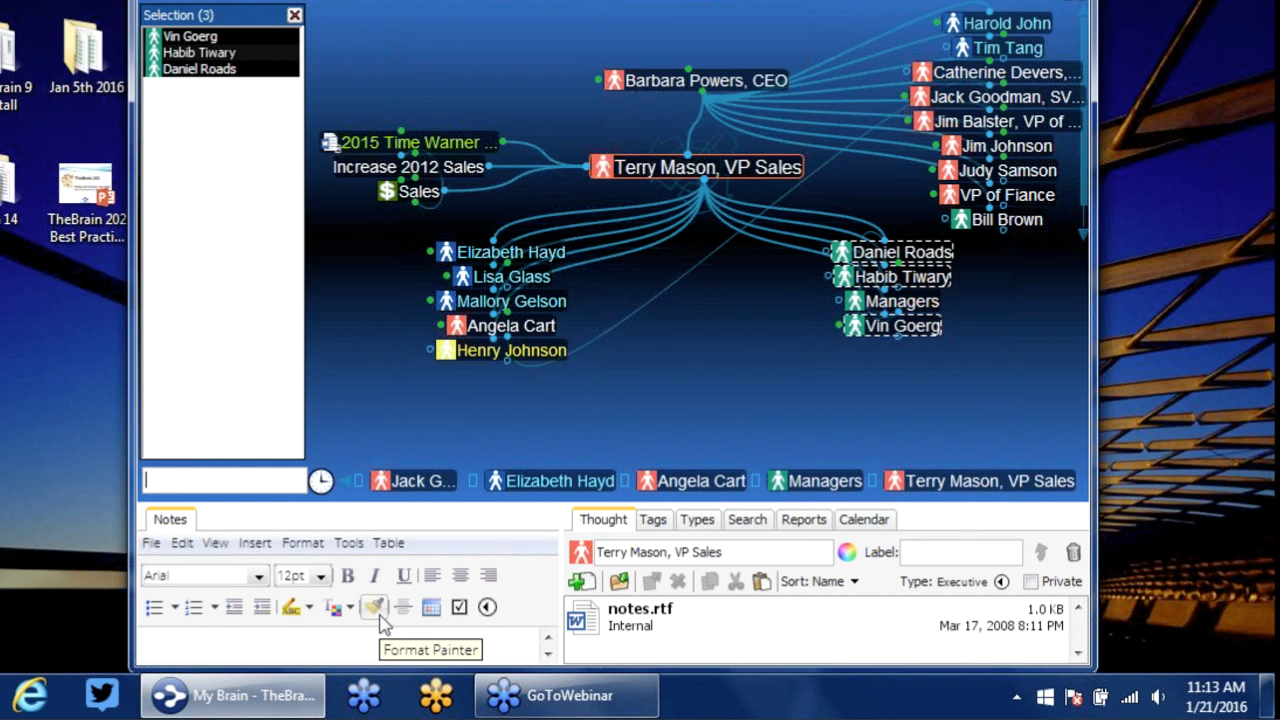 rain 9
tall
Jan 5th 2016
14
TheBrain 202
Best Practi...
Selection (3)
Vin Goerg
Habib Tiwary
Daniel Roads
Barbara Powers, CEO
Harold John
Tim Tang
Catherine Devers,...
Jack Goodman, SV...
Jim Balster, VP of ...
Jim Johnson
Judy Samson
VP of Fiance
Bill Brown
2015 Time Warner ...
Increase 2012 Sales
Sales
Terry Mason, VP Sales
Elizabeth Hayd
Lisa Glass
Mallory Gelson
Angela Cart
Henry Johnson
Daniel Roads
Habib Tiwary
Managers
Vin Goerg
Jack G... Elizabeth Hayd Angela Cart Managers Terry Mason, VP Sales
Notes
File Edit View Insert Format Tools Table
Arial 12pt B I U
Format Painter
Thought Tags Types Search Reports Calendar
Terry Mason, VP Sales Label:
Sort: Name Type: Executive Private
notes.rtf 1.0 KB
Internal Mar 17, 2008 8:11 PM
My Brain - TheBra... GoToWebinar
11:13 AM
1/21/2016